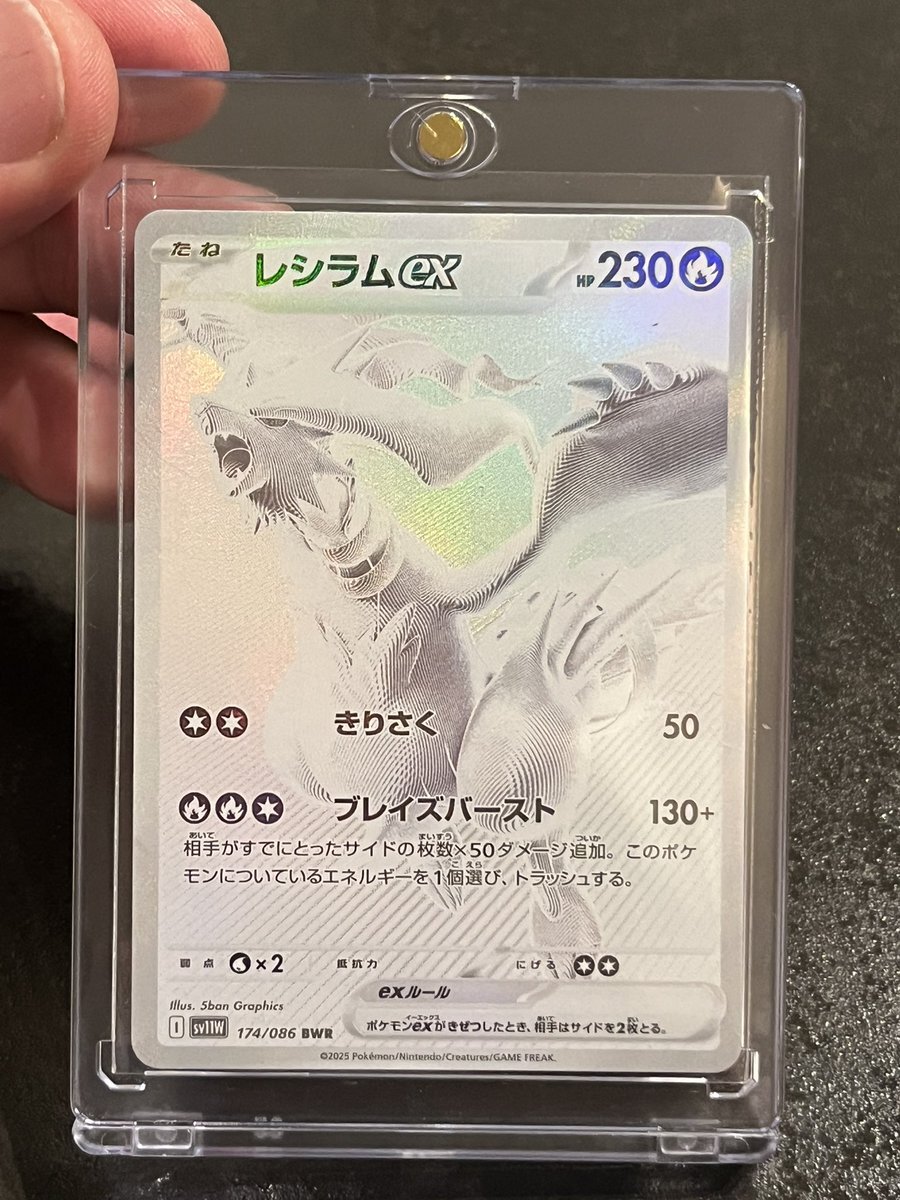 たね レシラムex HP 230
きりさく 50
ブレイズバースト 130+
相手がすでにとったサイドの枚数×50ダメージ追加。このポケ
モンについているエネルギーを1個選び、トラッシュする。
弱点 ×2 抵抗力 にげる
exルール
ポケモンexがきぜつしたとき、相手はサイドを2枚とる。
Illus. 5ban Graphics
I sv11W 174/086 BWR
©2025 Pokémon/Nintendo/Creatures/GAME FREAK.